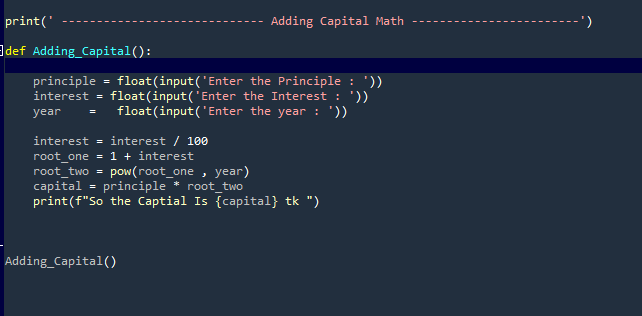 print(' ----------------------------- Adding Capital Math ------------------------')
def Adding_Capital():
    principle = float(input('Enter the Principle : '))
    interest = float(input('Enter the Interest : '))
    year    =   float(input('Enter the year : '))
    interest = interest / 100
    root_one = 1 + interest
    root_two = pow(root_one , year)
    capital = principle * root_two
    print(f"So the Captial Is {capital} tk ")
Adding_Capital()